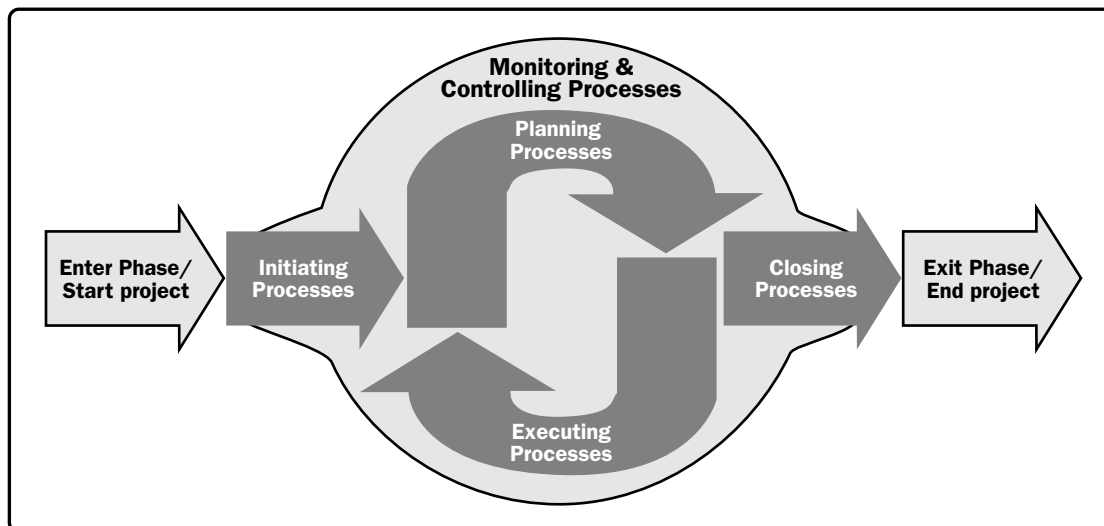 Monitoring &
Controlling Processes
Planning
Processes
Enter Phase/
Start project
Initiating
Processes
Closing
Processes
Exit Phase/
End project
Executing
Processes